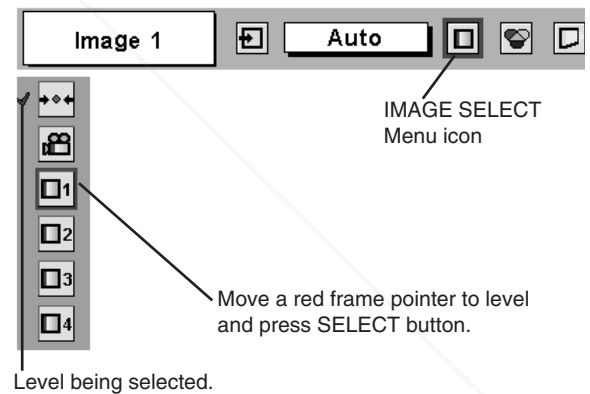 Image 1
Auto
IMAGE SELECT
Menu icon
1
2
3
4
Move a red frame pointer to level
and press SELECT button.
Level being selected.